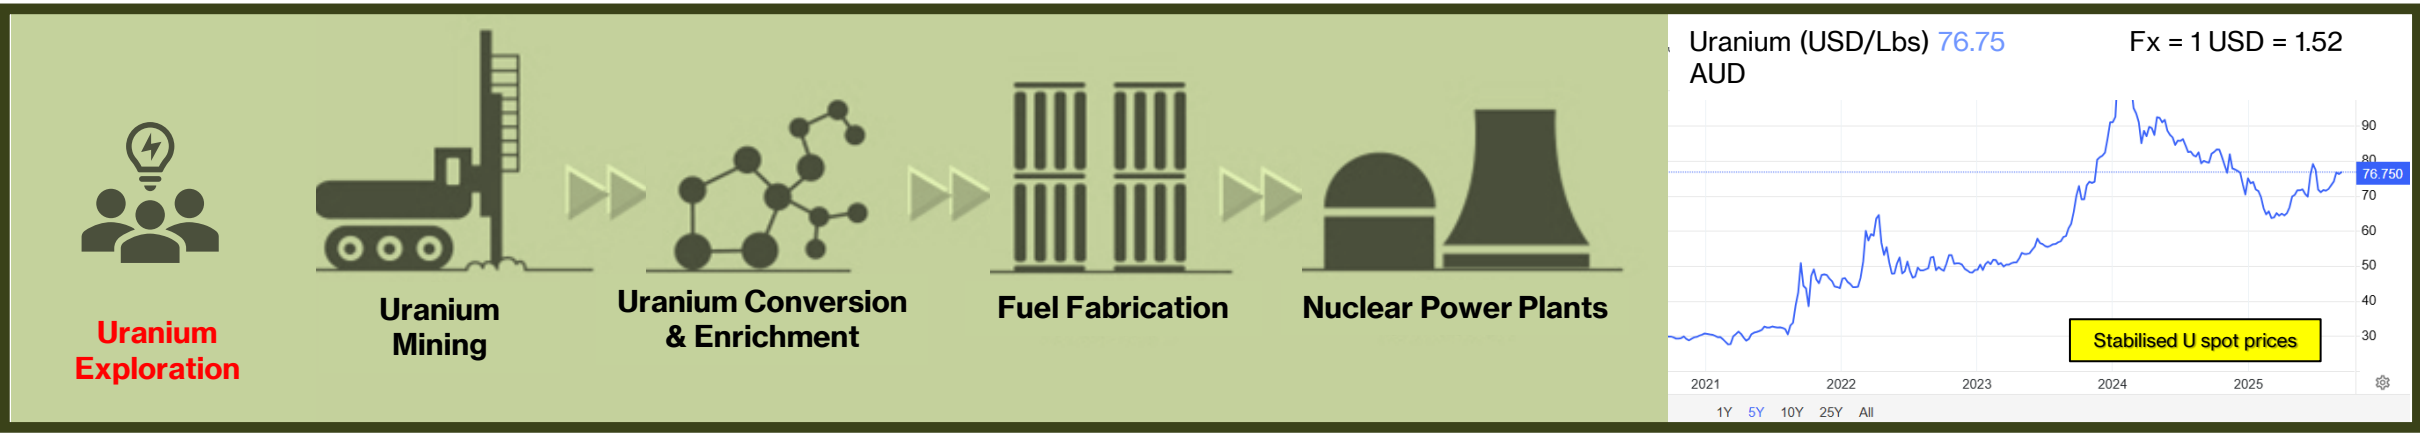 Uranium
Exploration
Uranium
Mining
Uranium Conversion
& Enrichment
Fuel Fabrication
Nuclear Power Plants
Uranium (USD/Lbs) 76.75 Fx = 1 USD = 1.52
AUD
90
80
76.750
70
60
50
40
30
Stabilised U spot prices
2021 2022 2023 2024 2025
1Y 5Y 10Y 25Y All